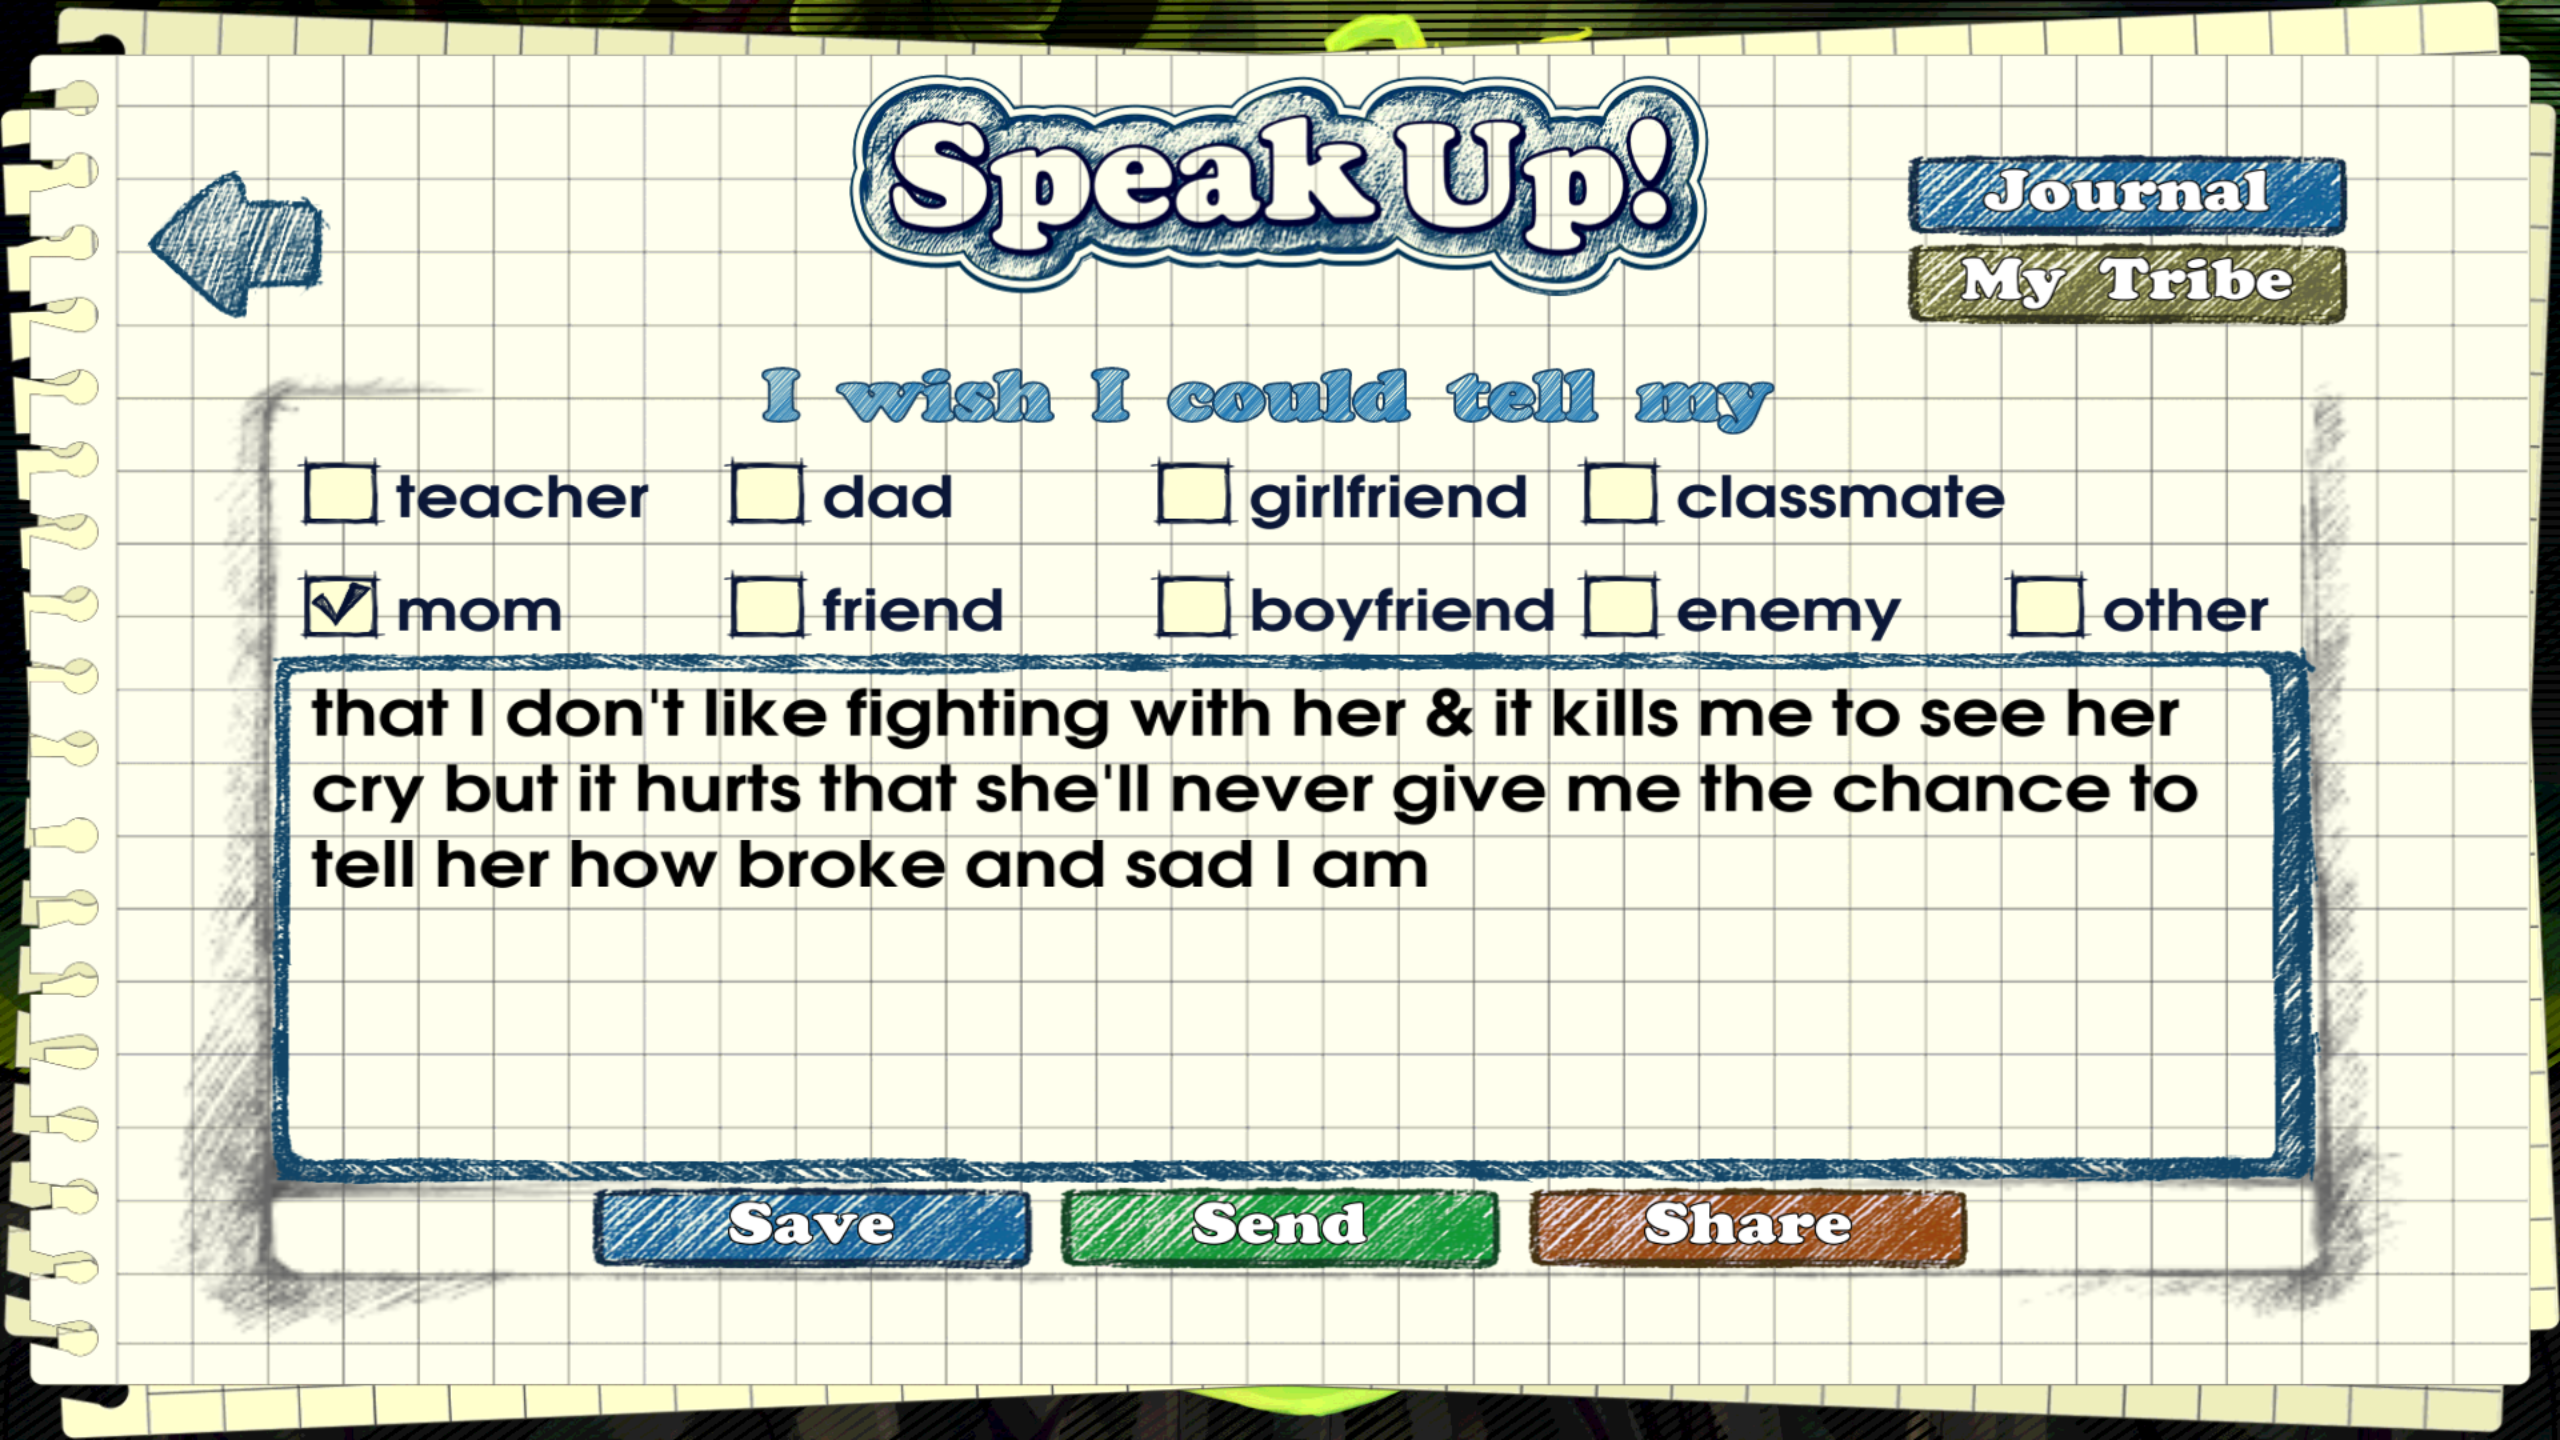 Speak Up!
Journal
My Tribe
I wish I could tell my
teacher dad girlfriend classmate
mom friend boyfriend enemy other
that I don't like fighting with her & it kills me to see her
cry but it hurts that she'll never give me the chance to
tell her how broke and sad I am
Save Send Share